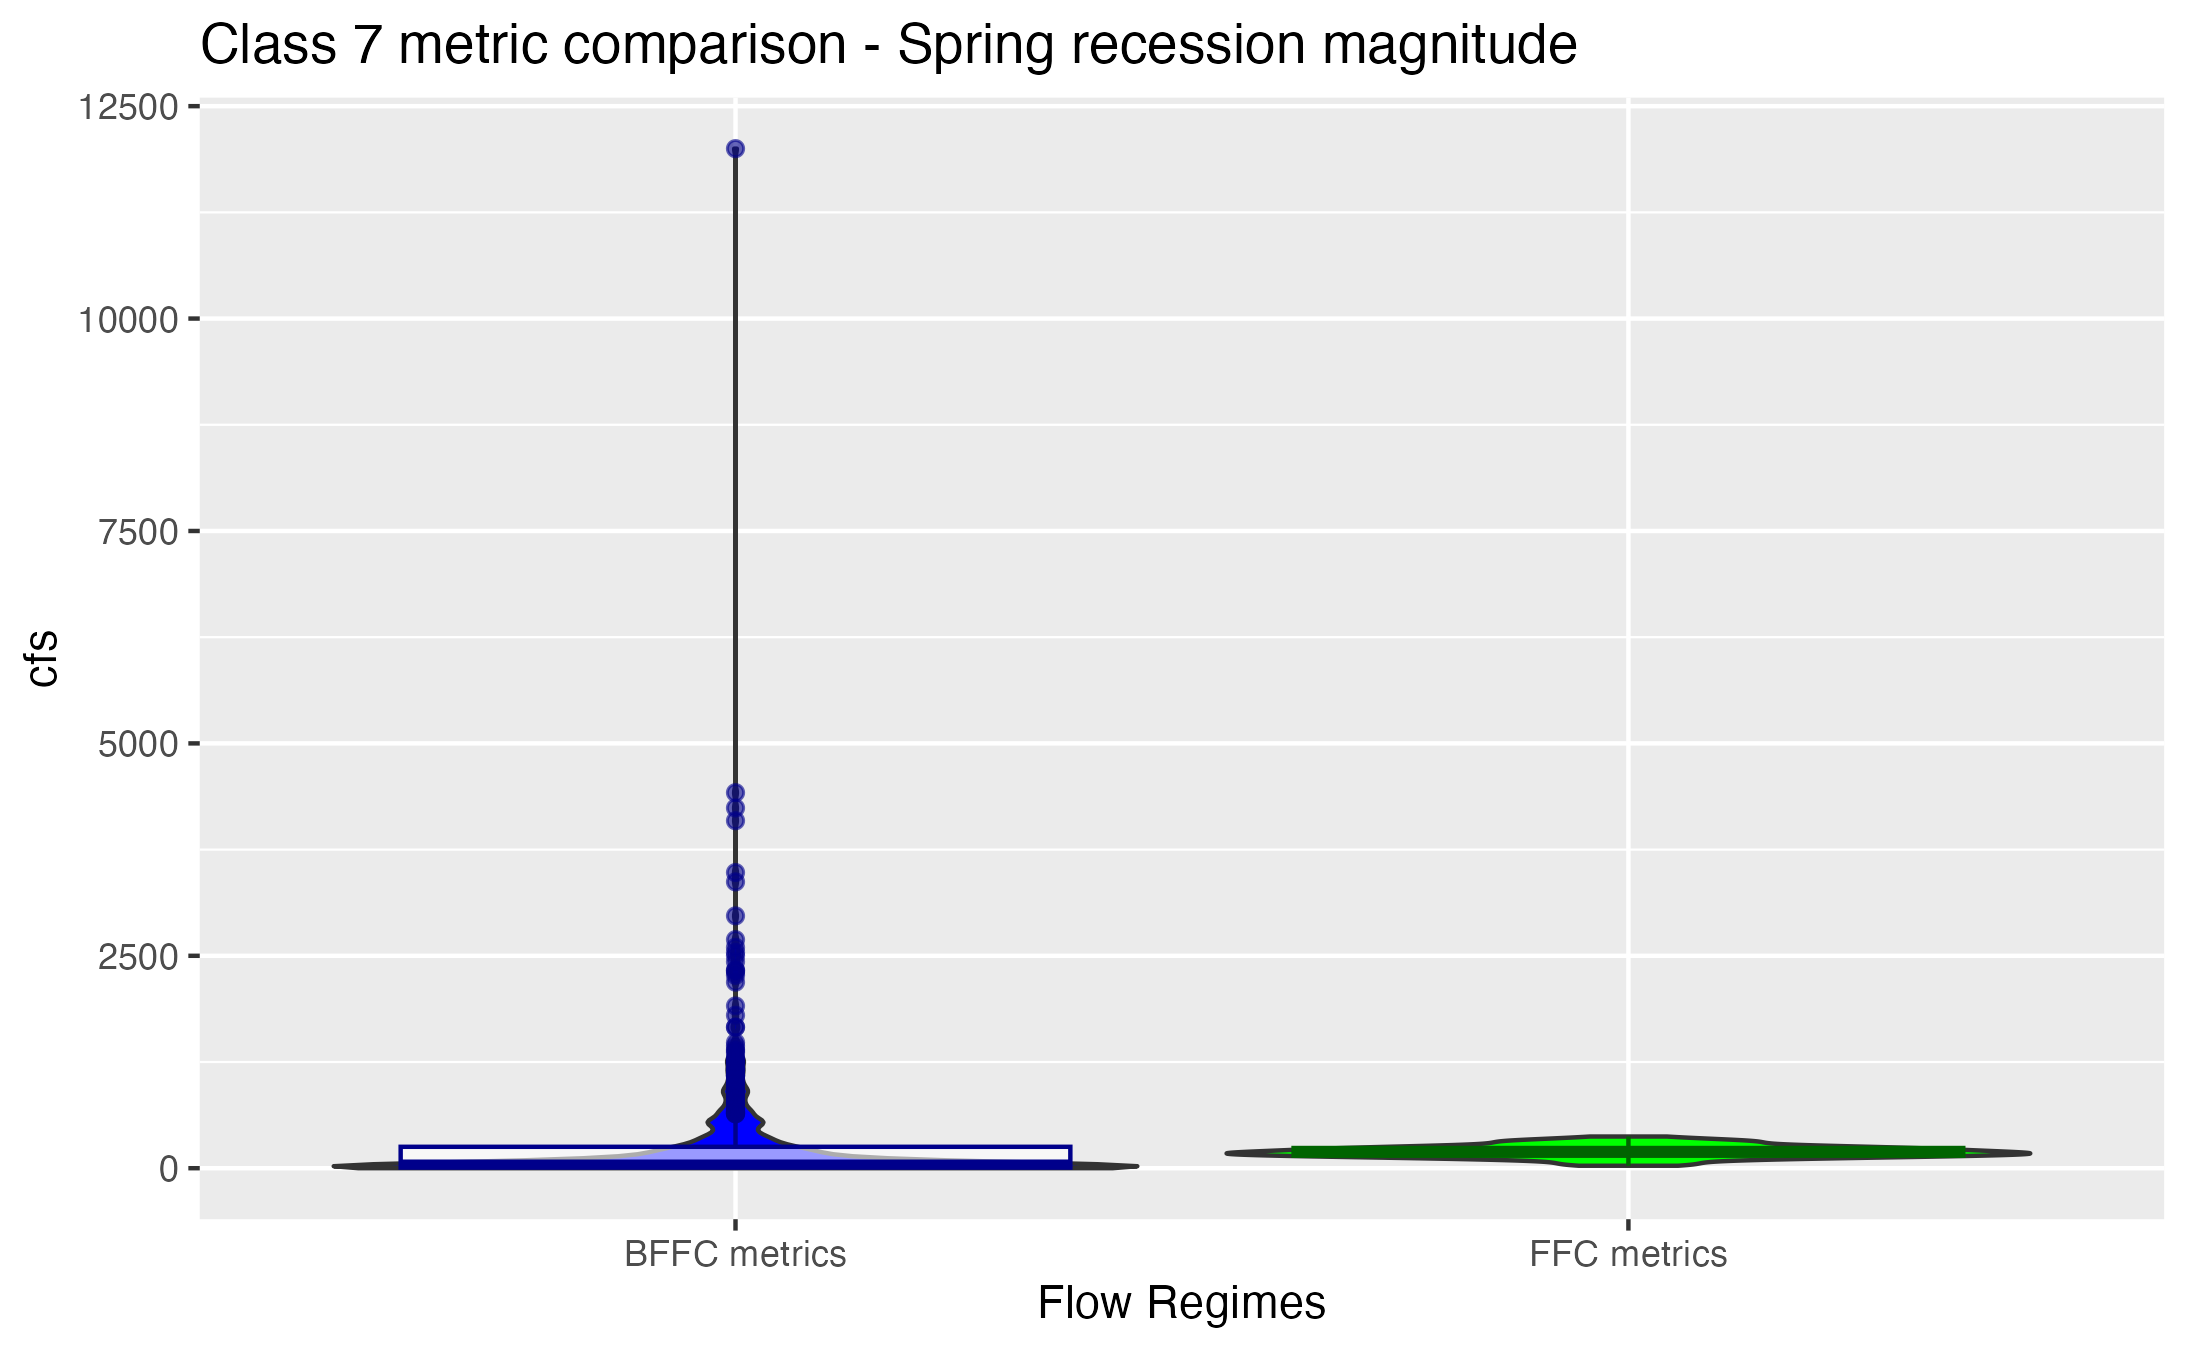 Class 7 metric comparison - Spring recession magnitude
12500
10000
7500
5000
2500
0
cfs
BFFC metrics
FFC metrics
Flow Regimes